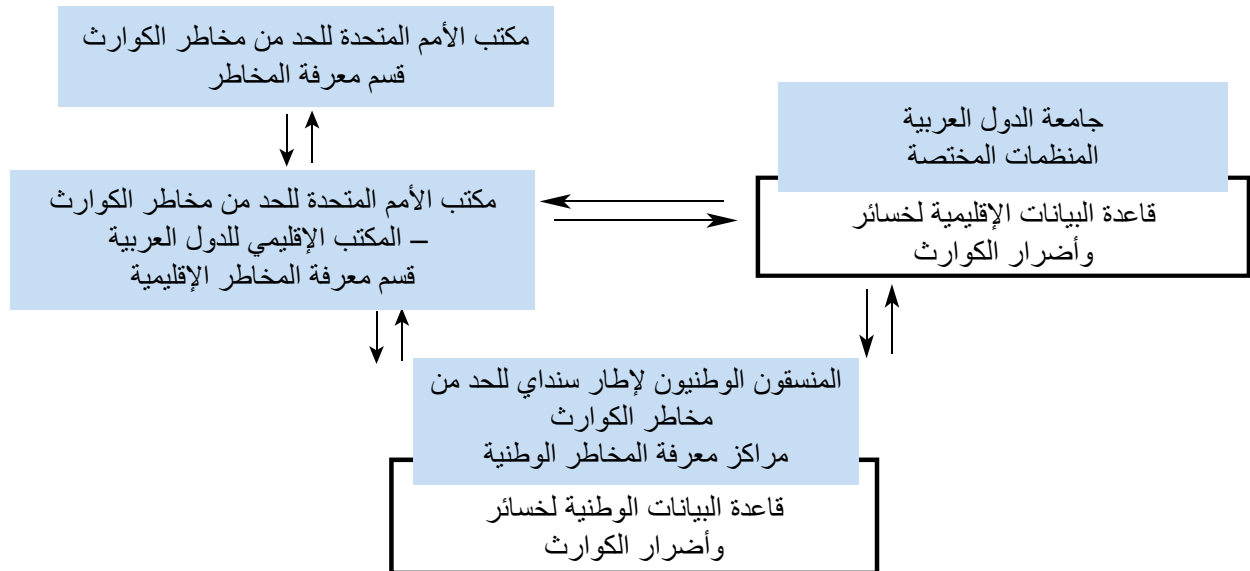 مكتب الأمم المتحدة للحد من مخاطر الكوارث
قسم معرفة المخاطر
جامعة الدول العربية
المنظمات المختصة
قاعدة البيانات الإقليمية لخسائر
وأضرار الكوارث
مكتب الأمم المتحدة للحد من مخاطر الكوارث
– المكتب الإقليمي للدول العربية
قسم معرفة المخاطر الإقليمية
المنسقون الوطنيون لإطار سنداي للحد من
مخاطر الكوارث
مراكز معرفة المخاطر الوطنية
قاعدة البيانات الوطنية لخسائر
وأضرار الكوارث